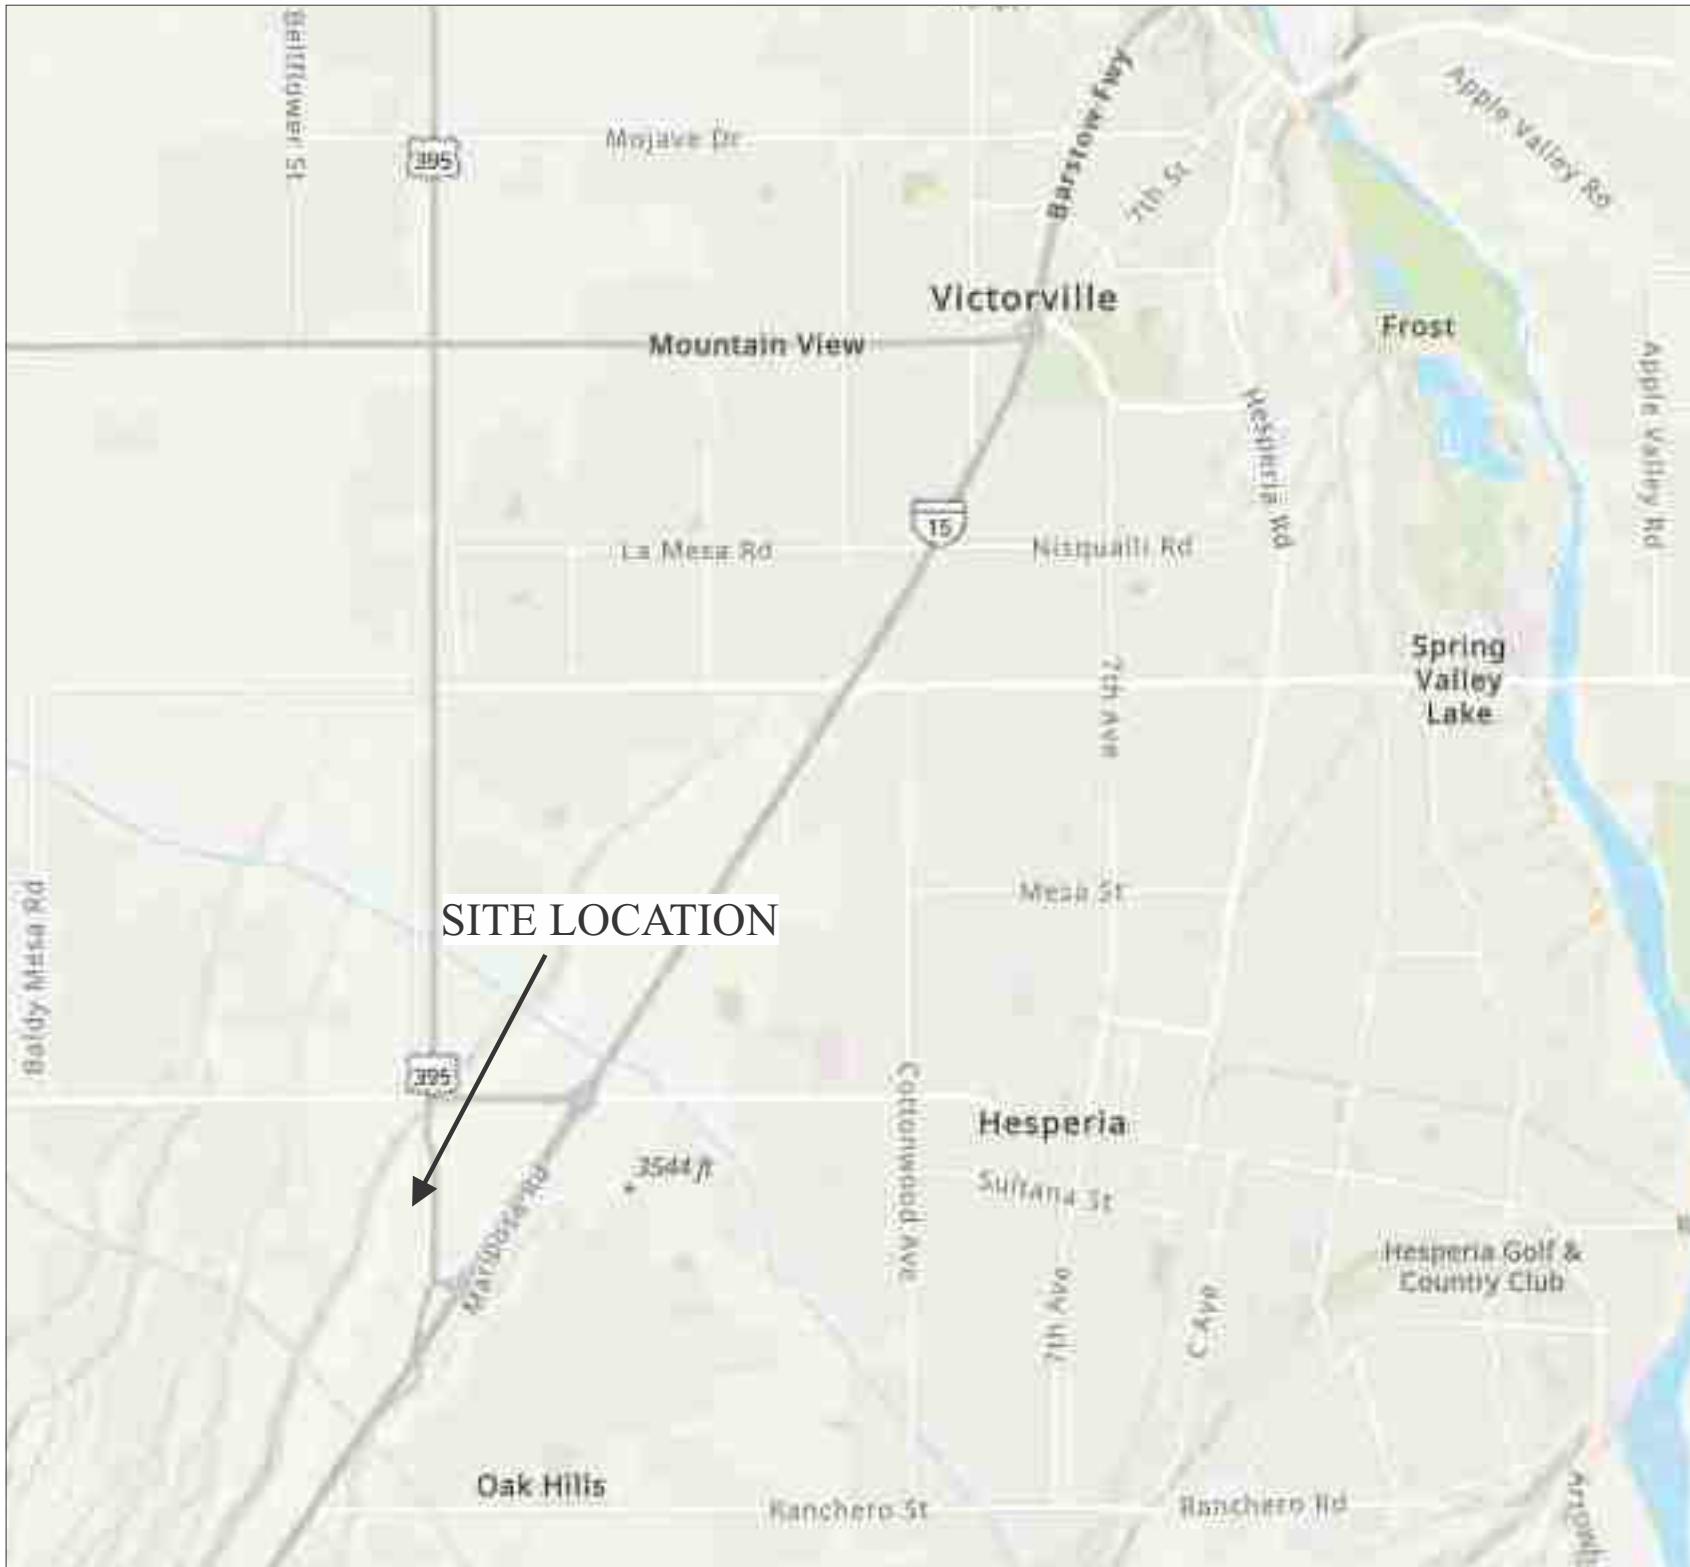 Bellflower St
395
Mojave Dr
Barstow Fwy
7th St
Apple Valley Rd
Victorville
Mountain View
Frost
Hesperia Rd
Apple Valley Rd
15
La Mesa Rd
Nisqualli Rd
Spring
Valley
Lake
7th Ave
Mesa St
SITE LOCATION
Baldy Mesa Rd
395
Cottonwood Ave
Hesperia
3544 ft
Mariposa Rd
Sultana St
Hesperia Golf &
Country Club
7th Ave
C Ave
Oak Hills
Ranchero St
Ranchero Rd